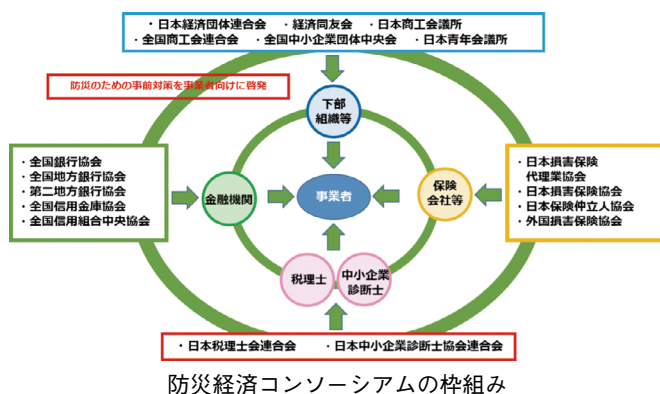 ・日本経済団体連合会　・経済同友会　・日本商工会議所
・全国商工会連合会　・全国中小企業団体中央会　・日本青年会議所
防災のための事前対策を事業者向けに啓発
下部
組織等
・全国銀行協会
・全国地方銀行協会
・第二地方銀行協会
・全国信用金庫協会
・全国信用組合中央協会
金融機関
事業者
保険
会社等
・日本損害保険
代理業協会
・日本損害保険協会
・日本保険仲立人協会
・外国損害保険協会
税理士
中小企業
診断士
・日本税理士会連合会　・日本中小企業診断士協会連合会
防災経済コンソーシアムの枠組み